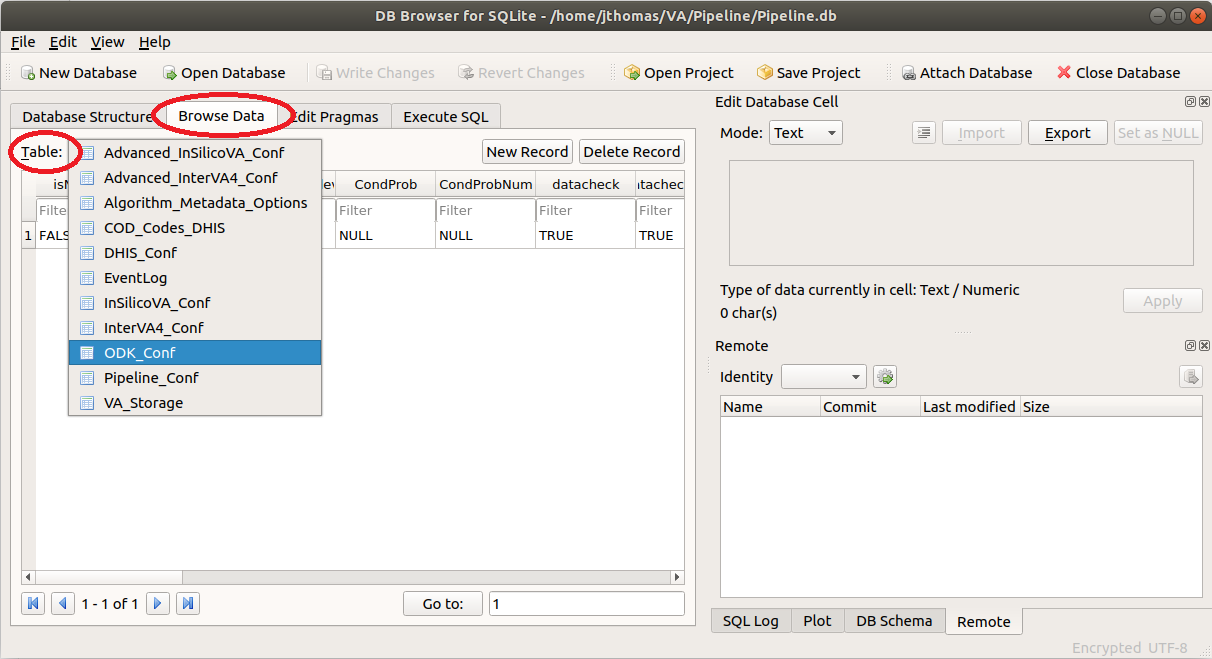 DB Browser for SQLite - /home/jthomas/VA/Pipeline/Pipeline.db
File Edit View Help
New Database Open Database Write Changes Revert Changes Open Project Save Project Attach Database Close Database
Database Structure Browse Data Edit Pragmas Execute SQL
Table: New Record Delete Record
Advanced_InSilicoVA_Conf
Advanced_InterVA4_Conf
Algorithm_Metadata_Options
COD_Codes_DHIS
DHIS_Conf
EventLog
InSilicoVA_Conf
InterVA4_Conf
ODK_Conf
Pipeline_Conf
VA_Storage
CondProb CondProbNum datacheck
Filter Filter Filter Filter Filter
1 FALS NULL NULL TRUE TRUE
1 - 1 of 1 Go to: 1
Edit Database Cell
Mode: Text Import Export Set as NULL
Type of data currently in cell: Text / Numeric
0 char(s)
Apply
Remote
Identity
Name Commit Last modified Size
SQL Log Plot DB Schema Remote
Encrypted UTF-8